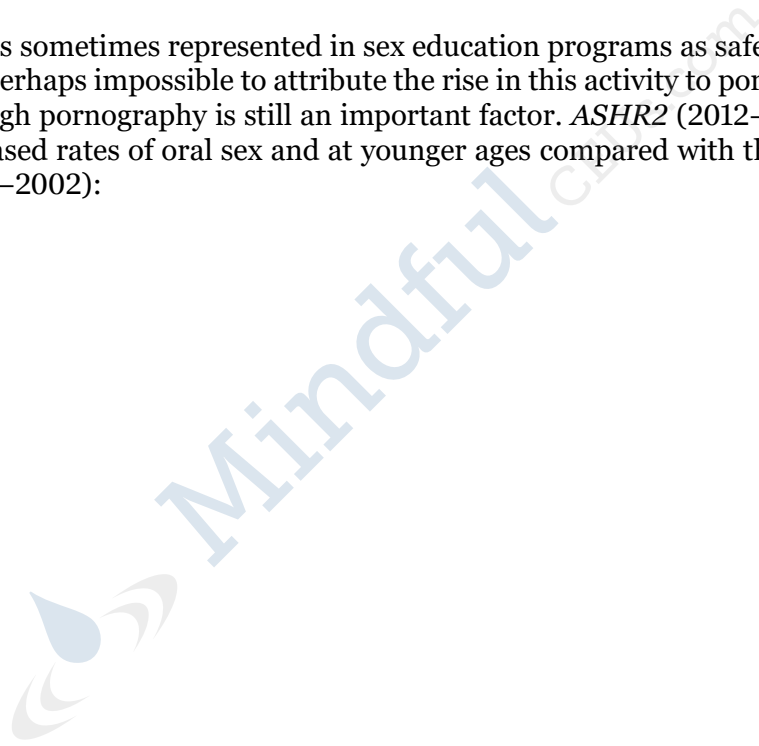 s sometimes represented in sex education programs as safe
erhaps impossible to attribute the rise in this activity to por
gh pornography is still an important factor. ASHR2 (2012-
ased rates of oral sex and at younger ages compared with th
–2002):
Mindful
CEUs.com